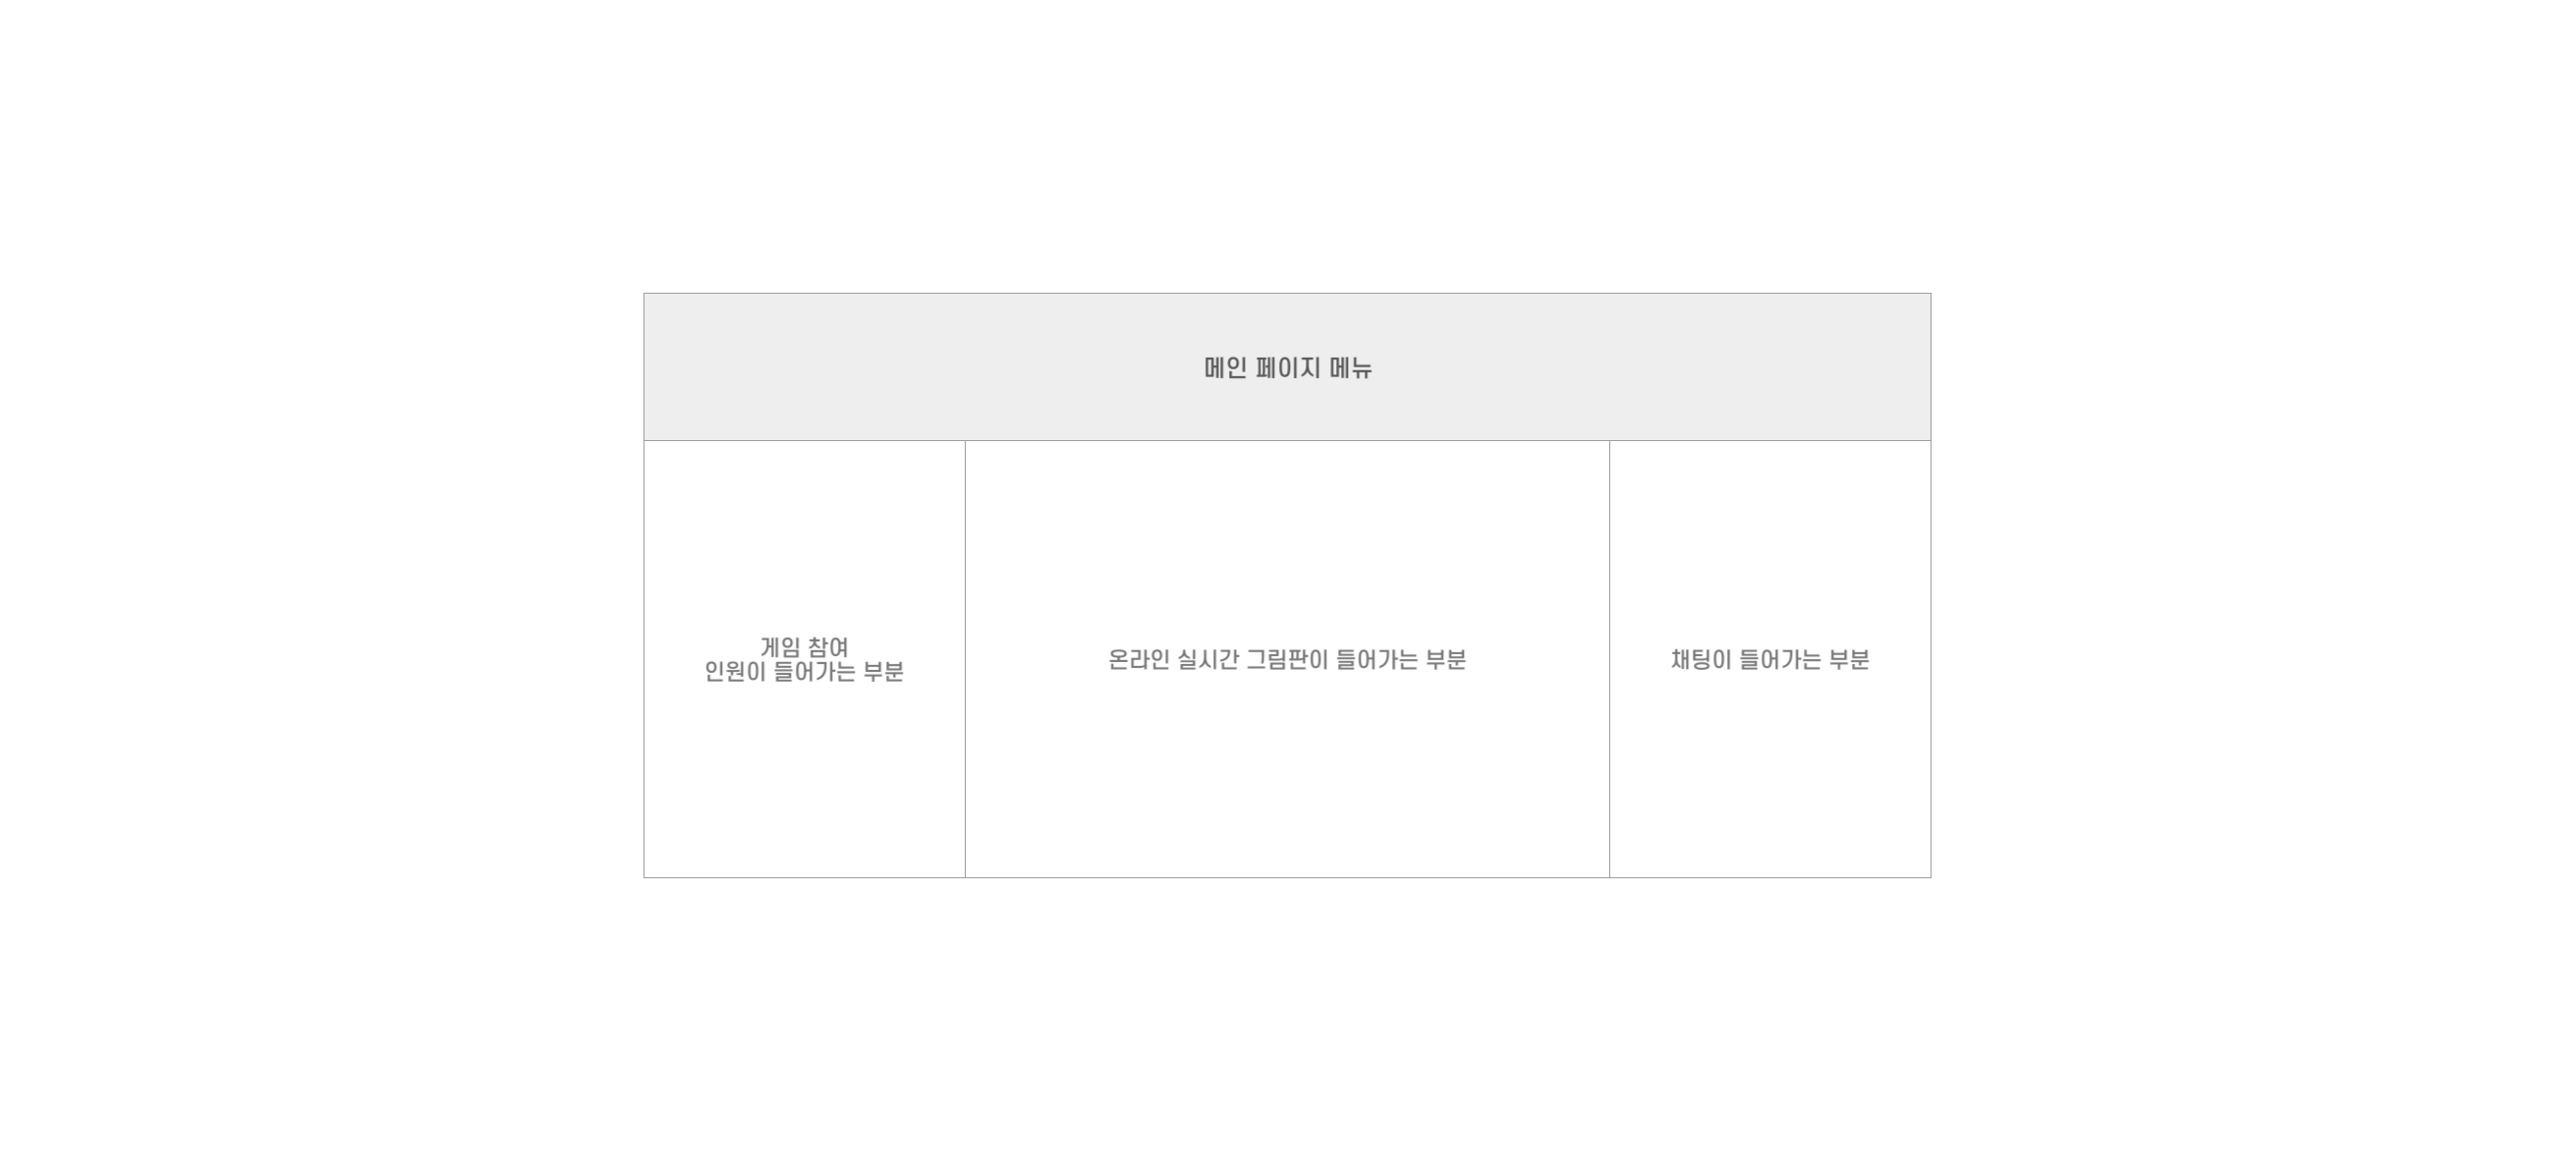 메인 페이지 메뉴
게임 참여
인원이 들어가는 부분
온라인 실시간 그림판이 들어가는 부분
채팅이 들어가는 부분